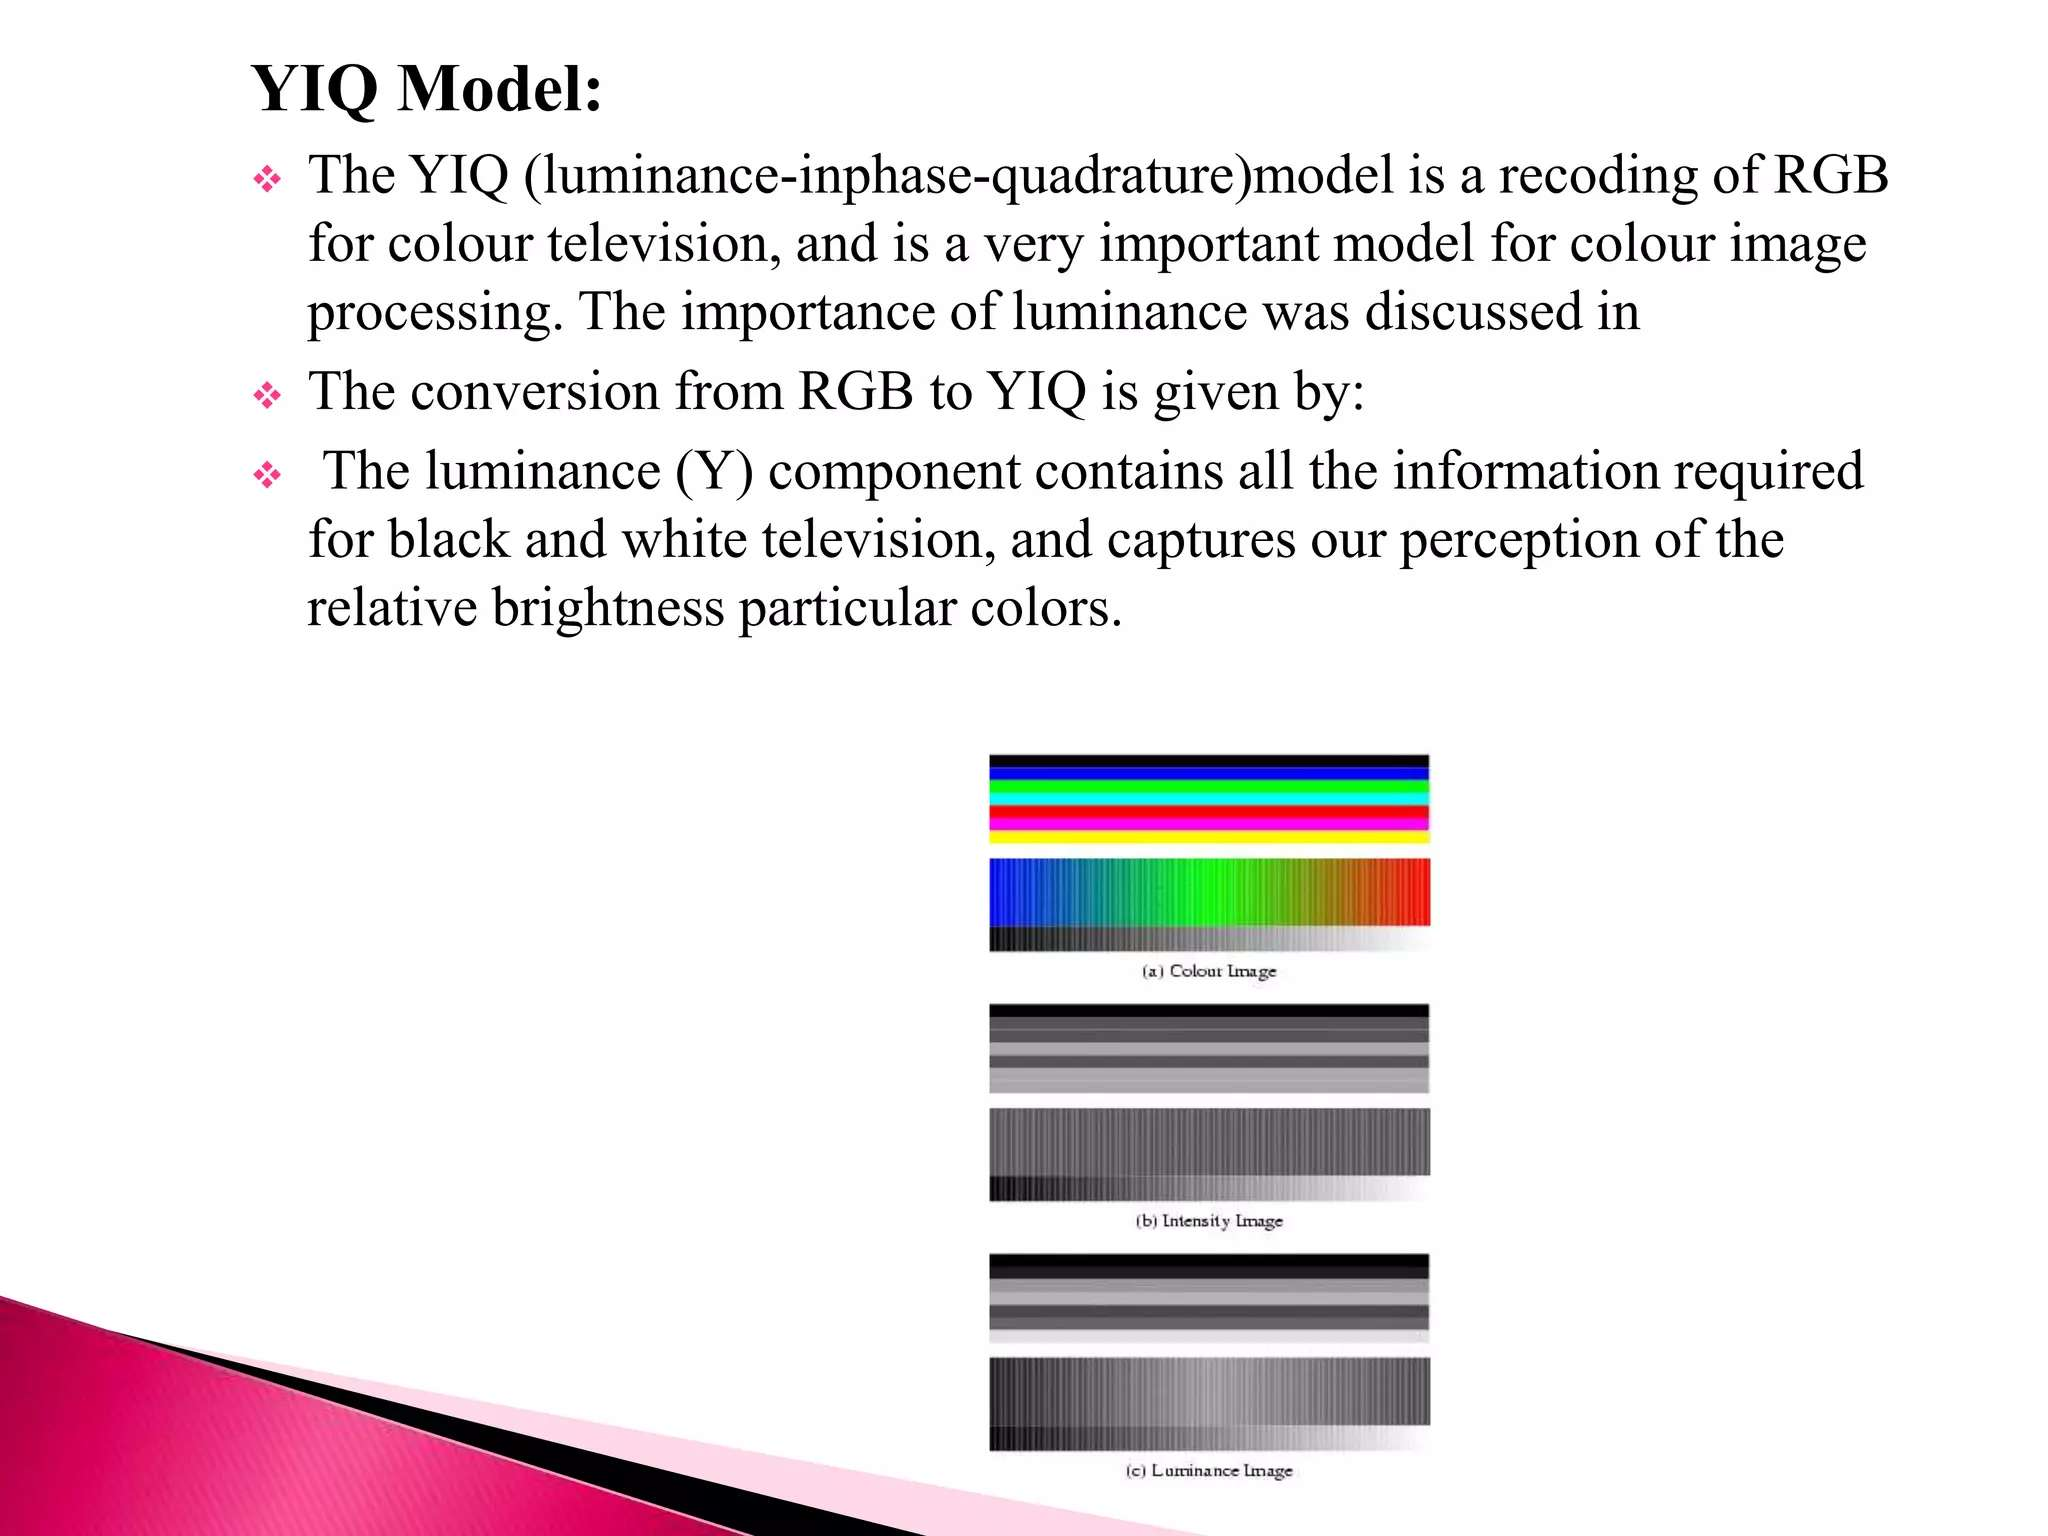 YIQ Model:
The YIQ (luminance-inphase-quadrature)model is a recoding of RGB
for colour television, and is a very important model for colour image
processing. The importance of luminance was discussed in
The conversion from RGB to YIQ is given by:
The luminance (Y) component contains all the information required
for black and white television, and captures our perception of the
relative brightness particular colors.
(a) Colour Image
(b) Intensity Image
(c) Luminance Image